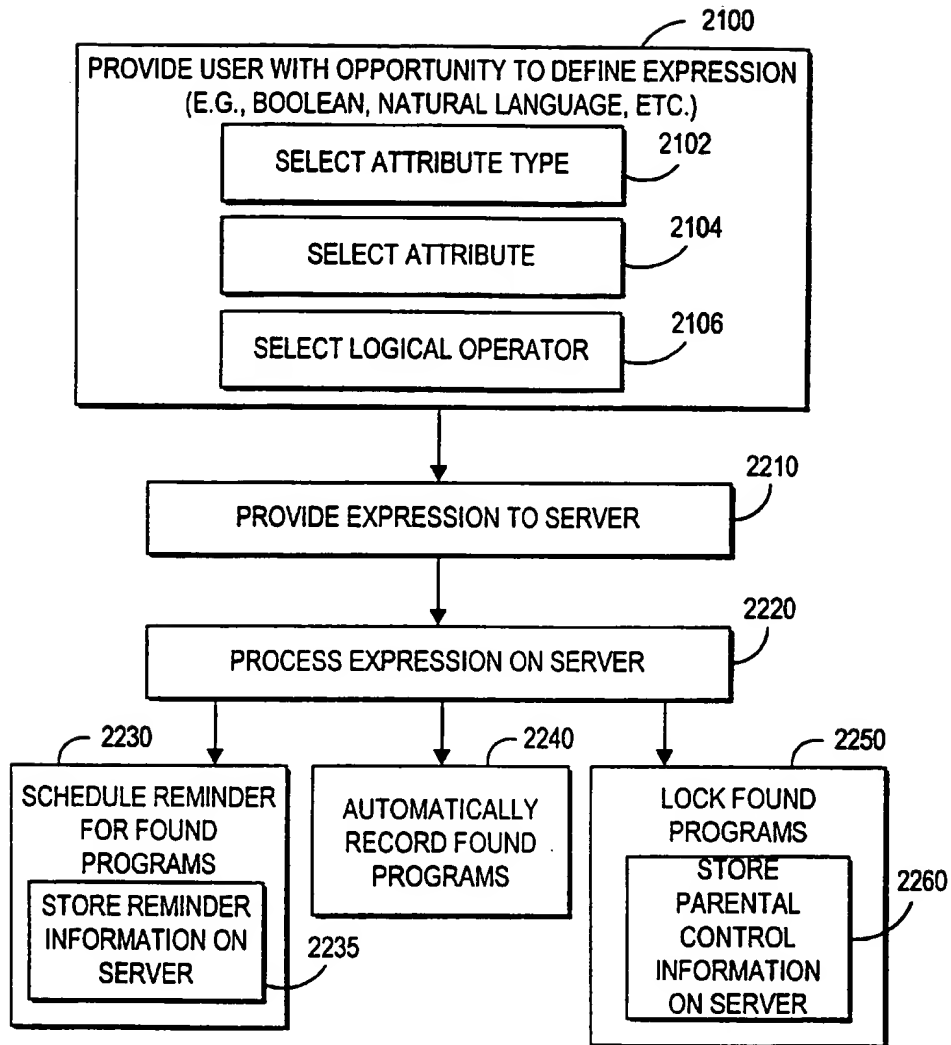 2100
PROVIDE USER WITH OPPORTUNITY TO DEFINE EXPRESSION
(E.G., BOOLEAN, NATURAL LANGUAGE, ETC.)
SELECT ATTRIBUTE TYPE
2102
SELECT ATTRIBUTE
2104
SELECT LOGICAL OPERATOR
2106
PROVIDE EXPRESSION TO SERVER
2210
PROCESS EXPRESSION ON SERVER
2220
2230
SCHEDULE REMINDER
FOR FOUND
PROGRAMS
STORE REMINDER
INFORMATION ON
SERVER
2235
2240
AUTOMATICALLY
RECORD FOUND
PROGRAMS
2250
LOCK FOUND
PROGRAMS
STORE
PARENTAL
CONTROL
INFORMATION
ON SERVER
2260